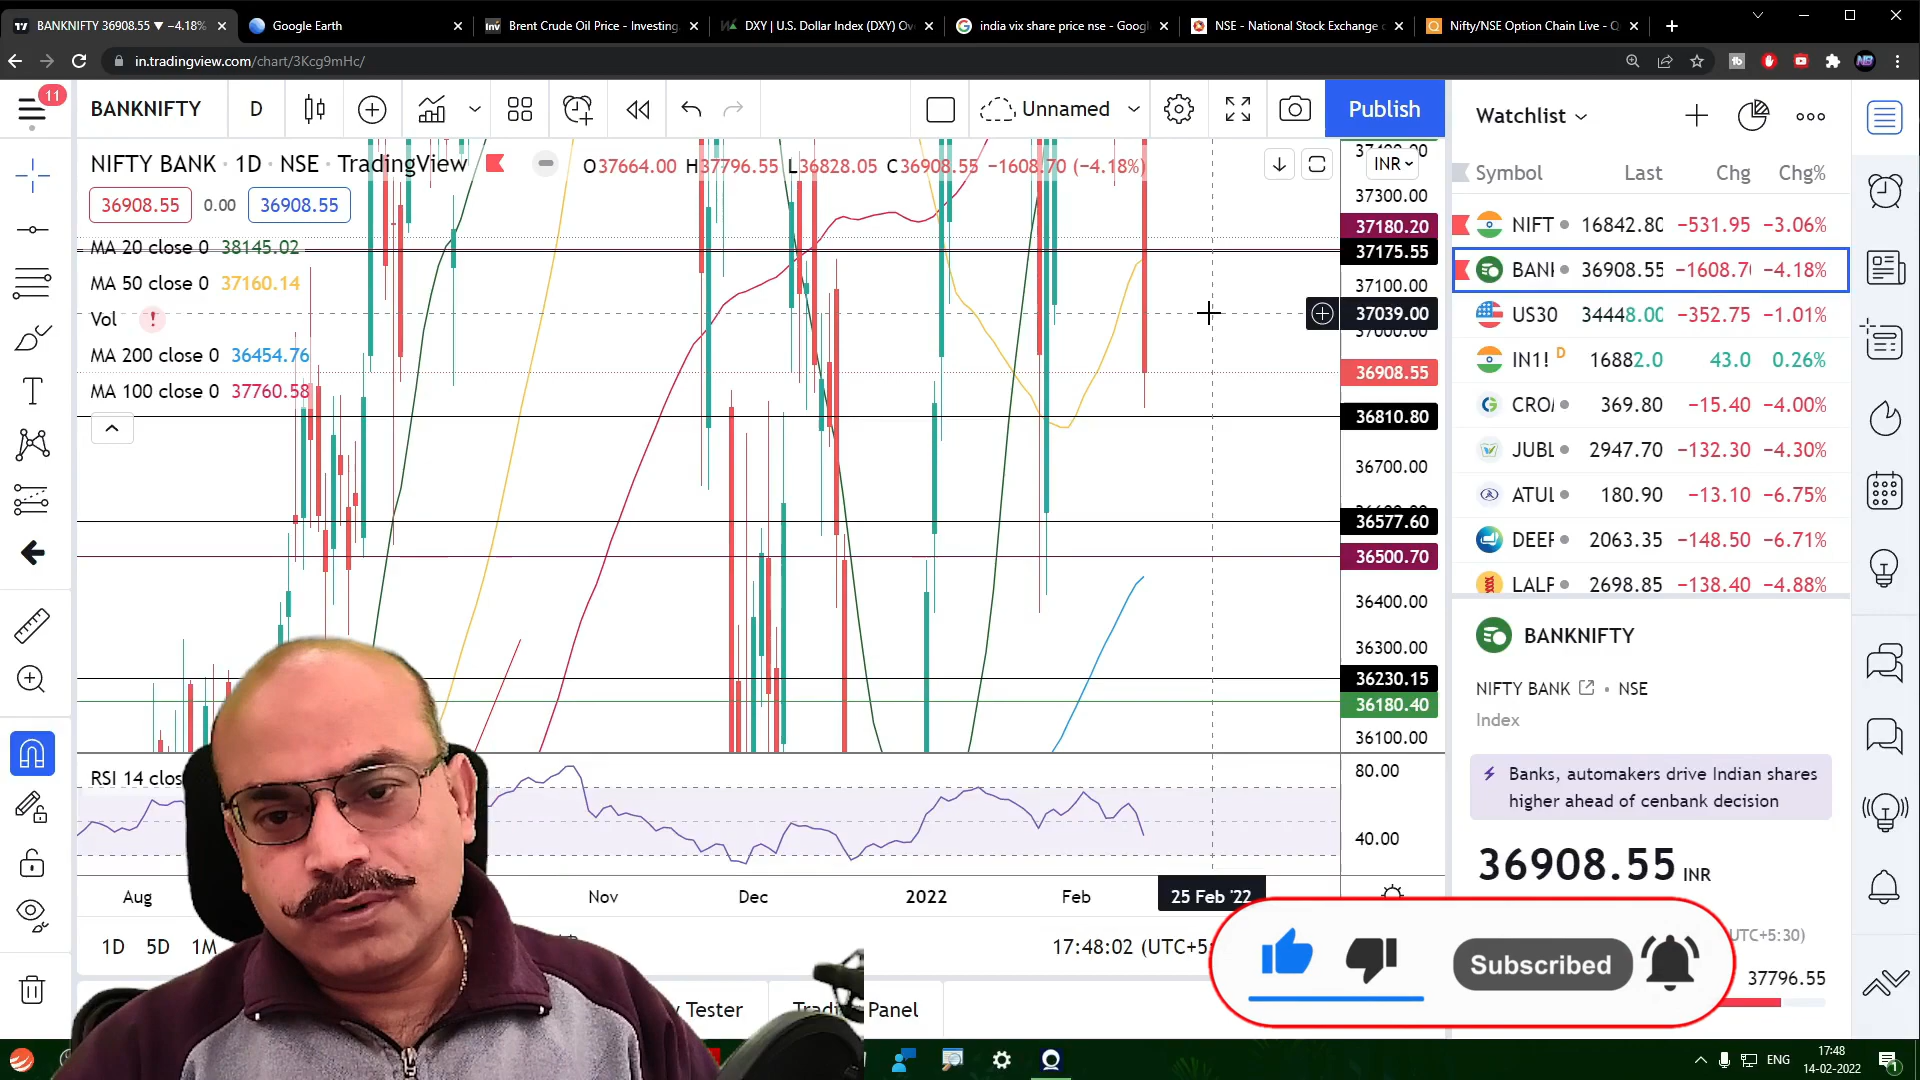 BANKNIFTY 36908.55 ▼ −4.18%
Google Earth
Brent Crude Oil Price - Investing.
DXY | U.S. Dollar Index (DXY) Ov
india vix share price nse - Googl
NSE - National Stock Exchange
Nifty/NSE Option Chain Live - Q
in.tradingview.com/chart/3Kcg9mHc/
11
BANKNIFTY
D
Unnamed
Publish
NIFTY BANK · 1D · NSE · TradingView
O37664.00 H37796.55 L36828.05 C36908.55 −1608.70 (−4.18%)
INR
36908.55 0.00 36908.55
MA 20 close 0 38145.02
MA 50 close 0 37160.14
Vol !
MA 200 close 0 36454.76
MA 100 close 0 37760.58
37400.00
37300.00
37180.20
37175.55
37100.00
37039.00
37000.00
36908.55
36810.80
36700.00
36577.60
36500.70
36400.00
36300.00
36230.15
36180.40
36100.00
RSI 14 clos
80.00
40.00
Aug
Nov
Dec
2022
Feb
25 Feb '22
1D 5D 1M
17:48:02 (UTC+5:
y Tester
Trading Panel
Watchlist
Symbol Last Chg Chg%
NIFT 16842.80 −531.95 −3.06%
BANK 36908.55 −1608.70 −4.18%
US30 34448.00 −352.75 −1.01%
IN1! D 16882.0 43.0 0.26%
CRO 369.80 −15.40 −4.00%
JUBL 2947.70 −132.30 −4.30%
ATUL 180.90 −13.10 −6.75%
DEEF 2063.35 −148.50 −6.71%
LALP 2698.85 −138.40 −4.88%
BANKNIFTY
NIFTY BANK • NSE
Index
Banks, automakers drive Indian shares
higher ahead of cenbank decision
36908.55 INR
UTC+5:30)
37796.55
Subscribed
ENG
17:48
14-02-2022
1